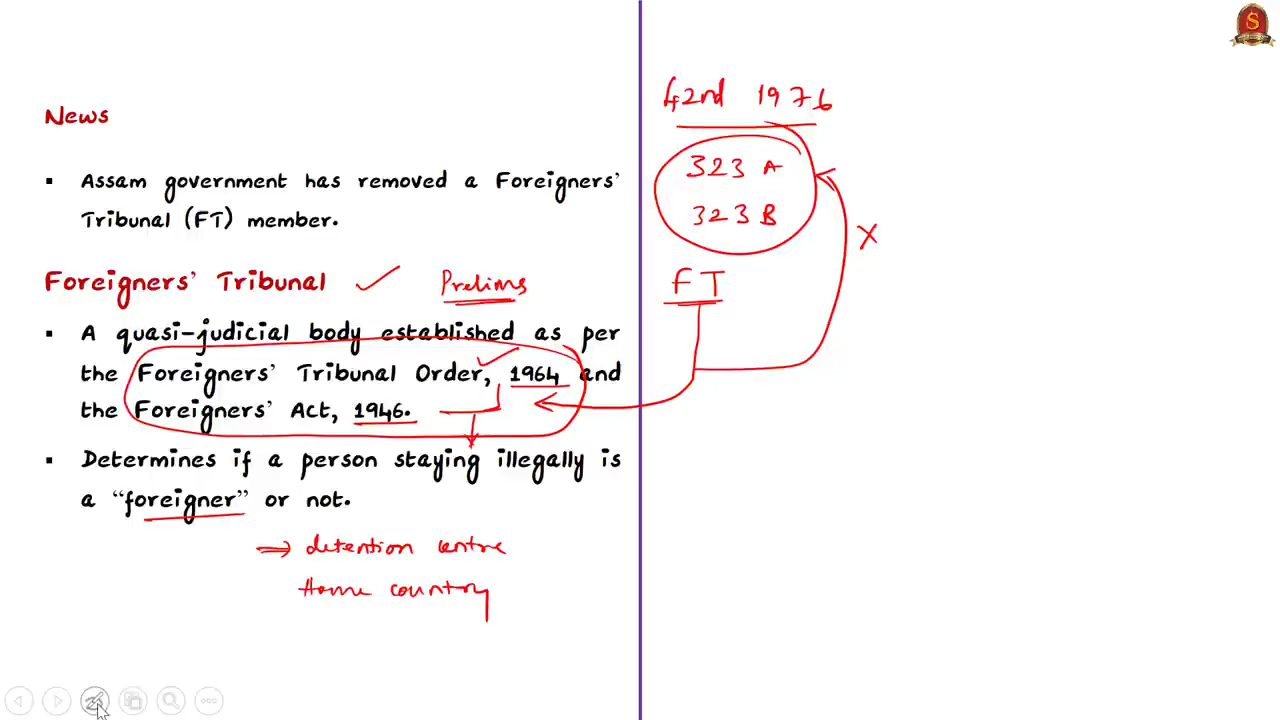 News
▪ Assam government has removed a Foreigners'
Tribunal (FT) member.
Foreigners' Tribunal ✓ Prelims
▪ A quasi-judicial body established as per
the Foreigners' Tribunal Order, 1964 and
the Foreigners' Act, 1946.
▪ Determines if a person staying illegally is
a “foreigner” or not.
⇒ detention centre
Home country
42nd 1976
323 A
323 B
X
FT
S